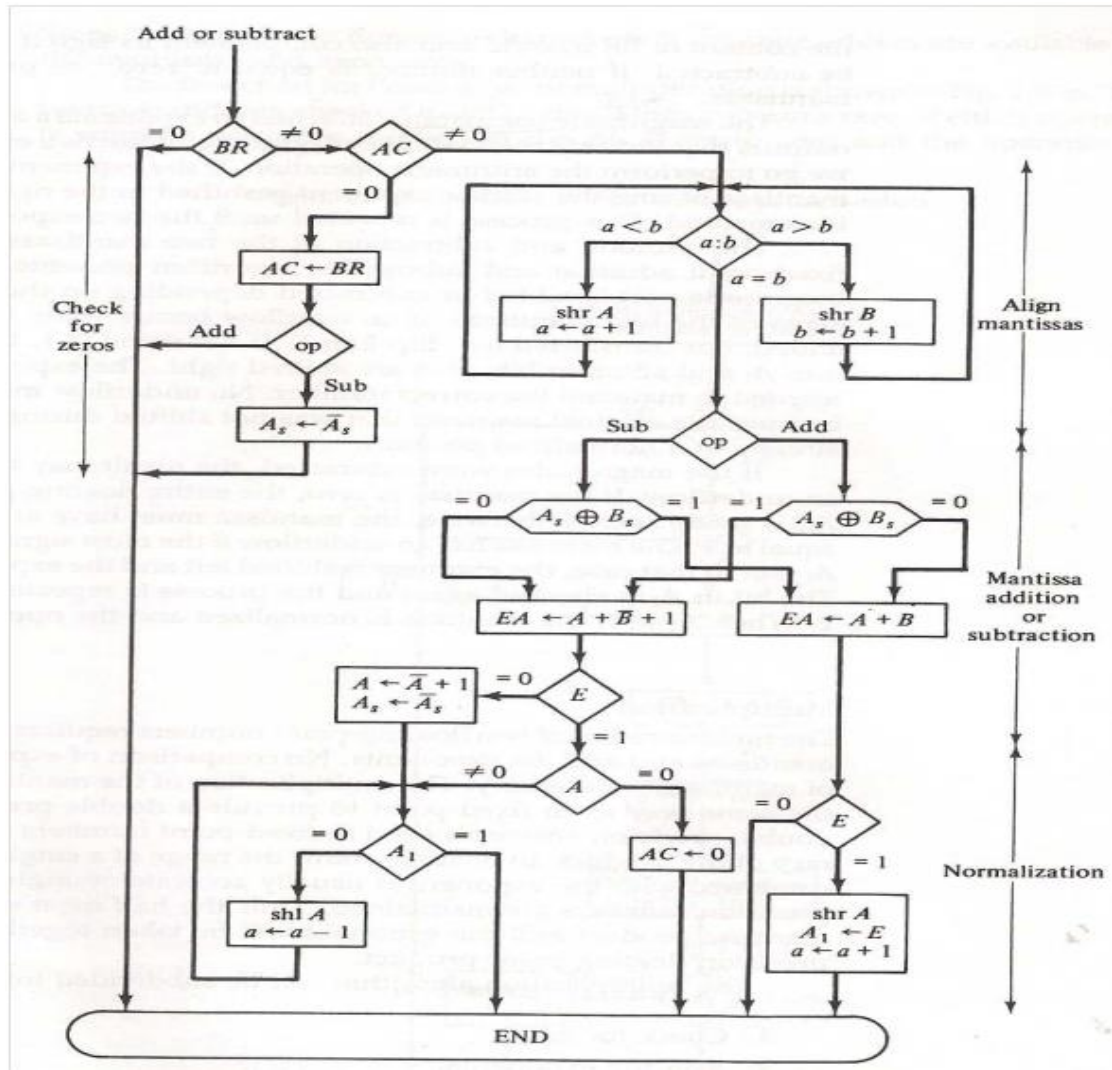 Add or subtract
= 0
BR
≠ 0
AC
≠ 0
= 0
AC ← BR
Check
for
zeros
Add
op
Sub
A_s ← A̅_s
a < b
a:b
a > b
a = b
shr A
a ← a + 1
shr B
b ← b + 1
Align
mantissas
Sub
op
Add
= 0
A_s ⊕ B_s
= 1
= 1
A_s ⊕ B_s
= 0
EA ← A + B̅ + 1
EA ← A + B
Mantissa
addition
or
subtraction
A ← A̅ + 1
A_s ← A̅_s
= 0
E
= 1
≠ 0
A
= 0
= 0
A_1
= 1
AC ← 0
= 0
E
= 1
shl A
a ← a − 1
shr A
A_1 ← E
a ← a + 1
Normalization
END